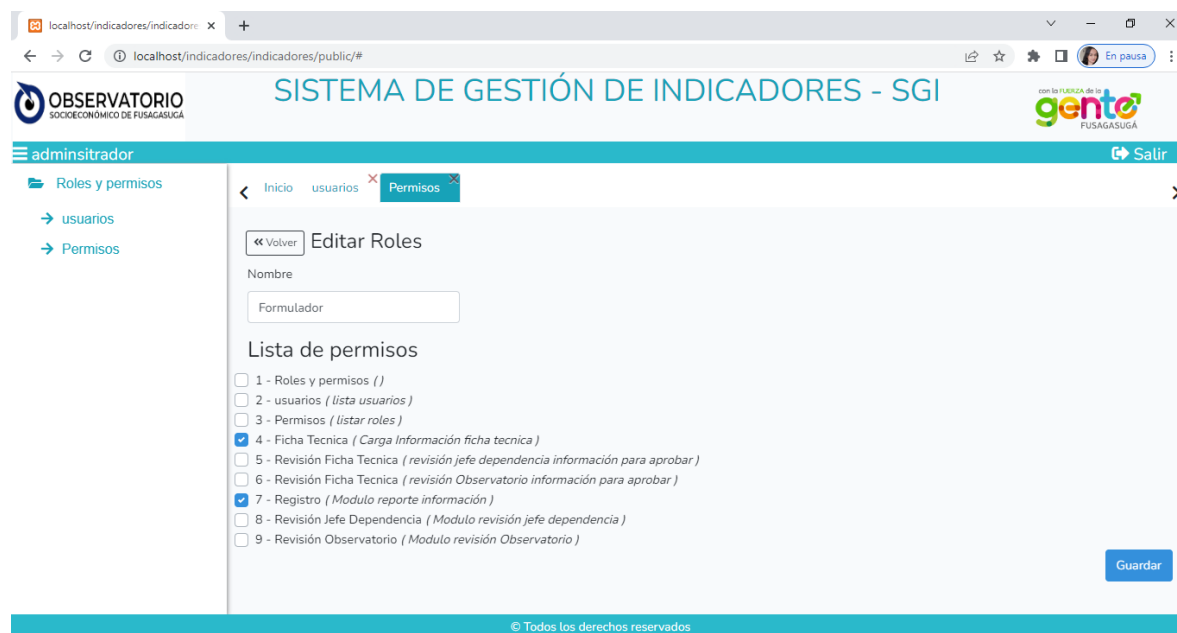 localhost/indicadores/indicadore
localhost/indicadores/indicadores/public/#
En pausa
OBSERVATORIO
SOCIOECONÓMICO DE FUSAGASUGÁ
SISTEMA DE GESTIÓN DE INDICADORES - SGI
con la FUERZA de la
gente
FUSAGASUGÁ
adminsitrador
Salir
Roles y permisos
usuarios
Permisos
Inicio
usuarios
Permisos
Volver
Editar Roles
Nombre
Formulador
Lista de permisos
1 - Roles y permisos ( )
2 - usuarios ( lista usuarios )
3 - Permisos ( listar roles )
4 - Ficha Tecnica ( Carga Información ficha tecnica )
5 - Revisión Ficha Tecnica ( revisión jefe dependencia información para aprobar )
6 - Revisión Ficha Tecnica ( revisión Observatorio información para aprobar )
7 - Registro ( Modulo reporte información )
8 - Revisión Jefe Dependencia ( Modulo revisión jefe dependencia )
9 - Revisión Observatorio ( Modulo revisión Observatorio )
Guardar
© Todos los derechos reservados